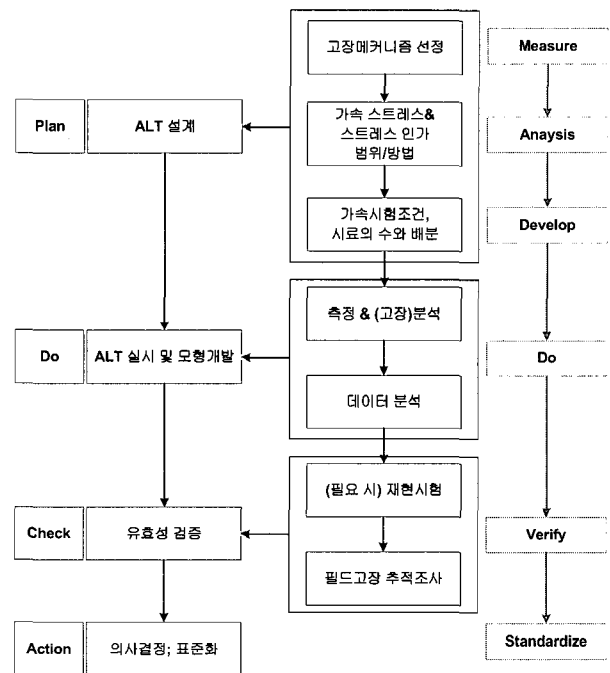 고장메커니즘 선정
Measure
Plan
ALT 설계
가속 스트레스&
스트레스 인가
범위/방법
Anaysis
가속시험조건,
시료의 수와 배분
Develop
측정 & (고장)분석
Do
ALT 실시 및 모형개발
Do
데이터 분석
(필요 시) 재현시험
Check
유효성 검증
Verify
필드고장 추적조사
Action
의사결정; 표준화
Standardize